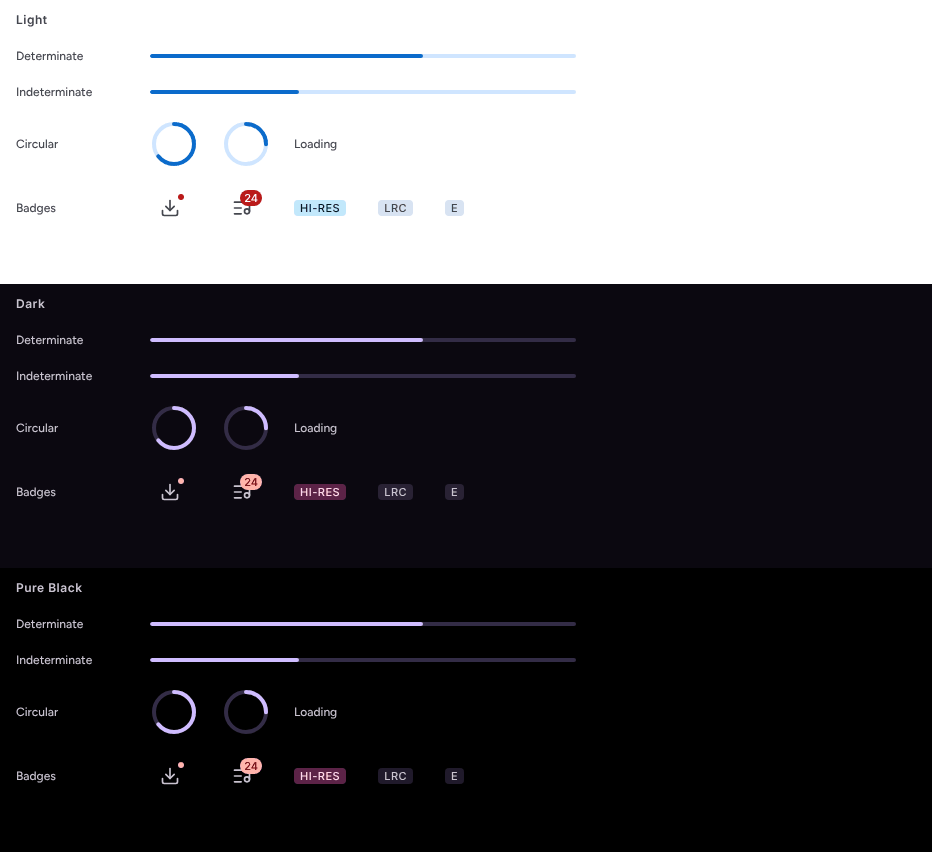 Light
Determinate
Indeterminate
Circular Loading
Badges 24 HI-RES LRC E
Dark
Determinate
Indeterminate
Circular Loading
Badges 24 HI-RES LRC E
Pure Black
Determinate
Indeterminate
Circular Loading
Badges 24 HI-RES LRC E